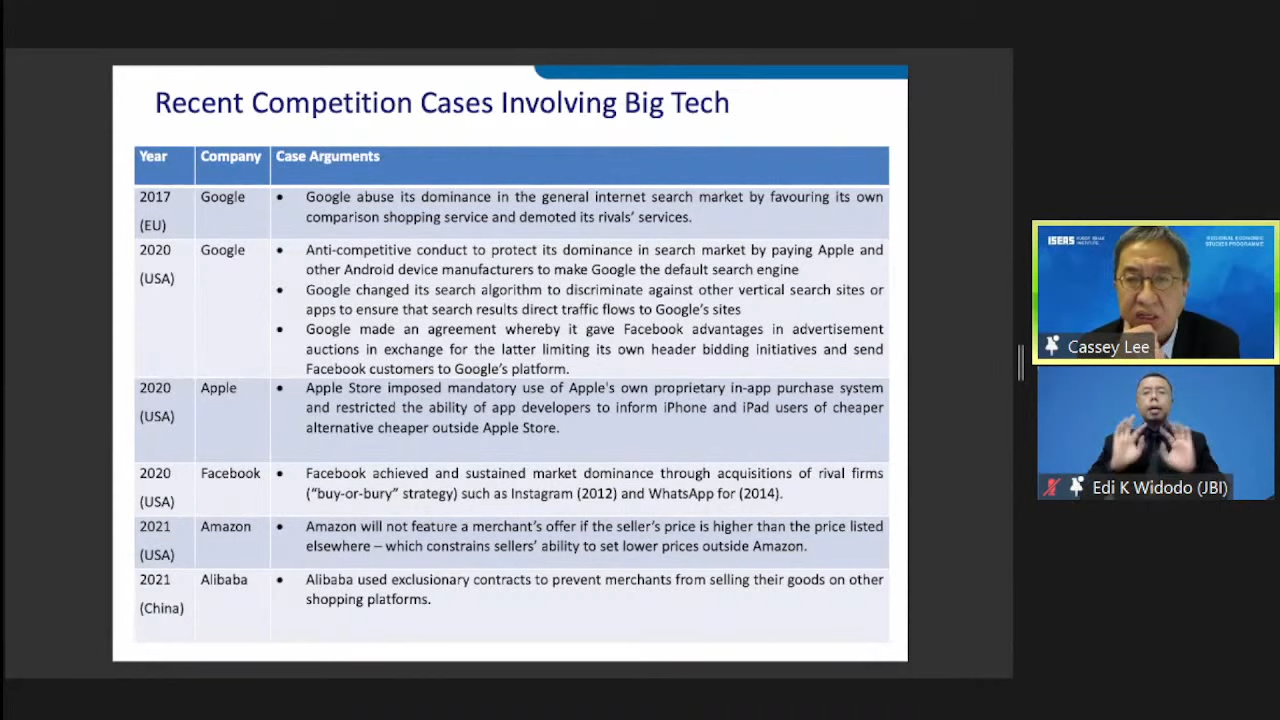 Recent Competition Cases Involving Big Tech
Year Company Case Arguments
2017 Google • Google abuse its dominance in the general internet search market by favouring its own
(EU) comparison shopping service and demoted its rivals' services.
2020 Google • Anti-competitive conduct to protect its dominance in search market by paying Apple and
(USA) other Android device manufacturers to make Google the default search engine
• Google changed its search algorithm to discriminate against other vertical search sites or
apps to ensure that search results direct traffic flows to Google's sites
• Google made an agreement whereby it gave Facebook advantages in advertisement
auctions in exchange for the latter limiting its own header bidding initiatives and send
Facebook customers to Google's platform.
2020 Apple • Apple Store imposed mandatory use of Apple's own proprietary in-app purchase system
(USA) and restricted the ability of app developers to inform iPhone and iPad users of cheaper
alternative cheaper outside Apple Store.
2020 Facebook • Facebook achieved and sustained market dominance through acquisitions of rival firms
(USA) ("buy-or-bury" strategy) such as Instagram (2012) and WhatsApp for (2014).
2021 Amazon • Amazon will not feature a merchant's offer if the seller's price is higher than the price listed
(USA) elsewhere – which constrains sellers' ability to set lower prices outside Amazon.
2021 Alibaba • Alibaba used exclusionary contracts to prevent merchants from selling their goods on other
(China) shopping platforms.
ISEAS
REGIONAL ECONOMIC
STUDIES PROGRAMME
Cassey Lee
Edi K Widodo (JBI)